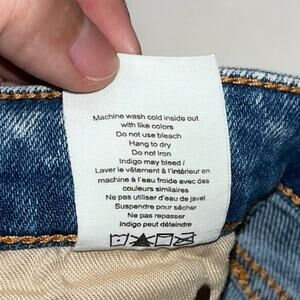 Machine wash cold inside out
with like colors
Do not use bleach
Hang to dry
Do not iron
Indigo may bleed /
Laver le vêtement à l'intérieur en
machine à l'eau froide avec des
couleurs similaires
Ne pas utiliser d'eau de javel
Suspendre pour sécher
Ne pas repasser
Indigo peut déteindre